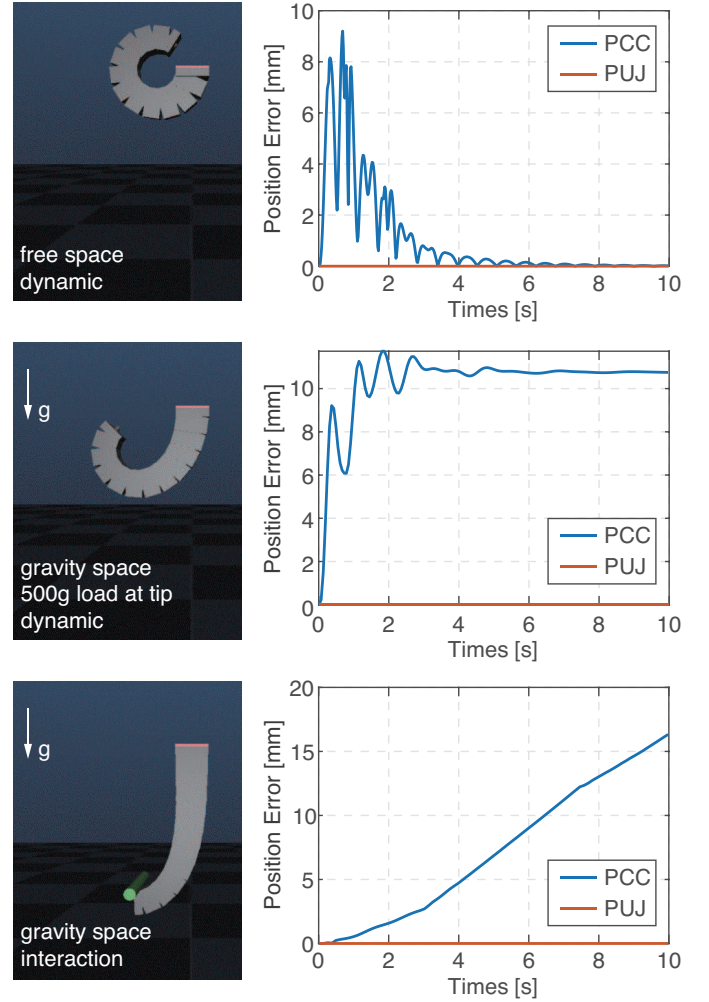 free space
dynamic
10
8
6
4
2
0
Position Error [mm]
PCC
PUJ
0 2 4 6 8 10
Times [s]
g
gravity space
500g load at tip
dynamic
10
8
6
4
2
0
Position Error [mm]
PCC
PUJ
0 2 4 6 8 10
Times [s]
g
gravity space
interaction
20
15
10
5
0
Position Error [mm]
PCC
PUJ
0 2 4 6 8 10
Times [s]